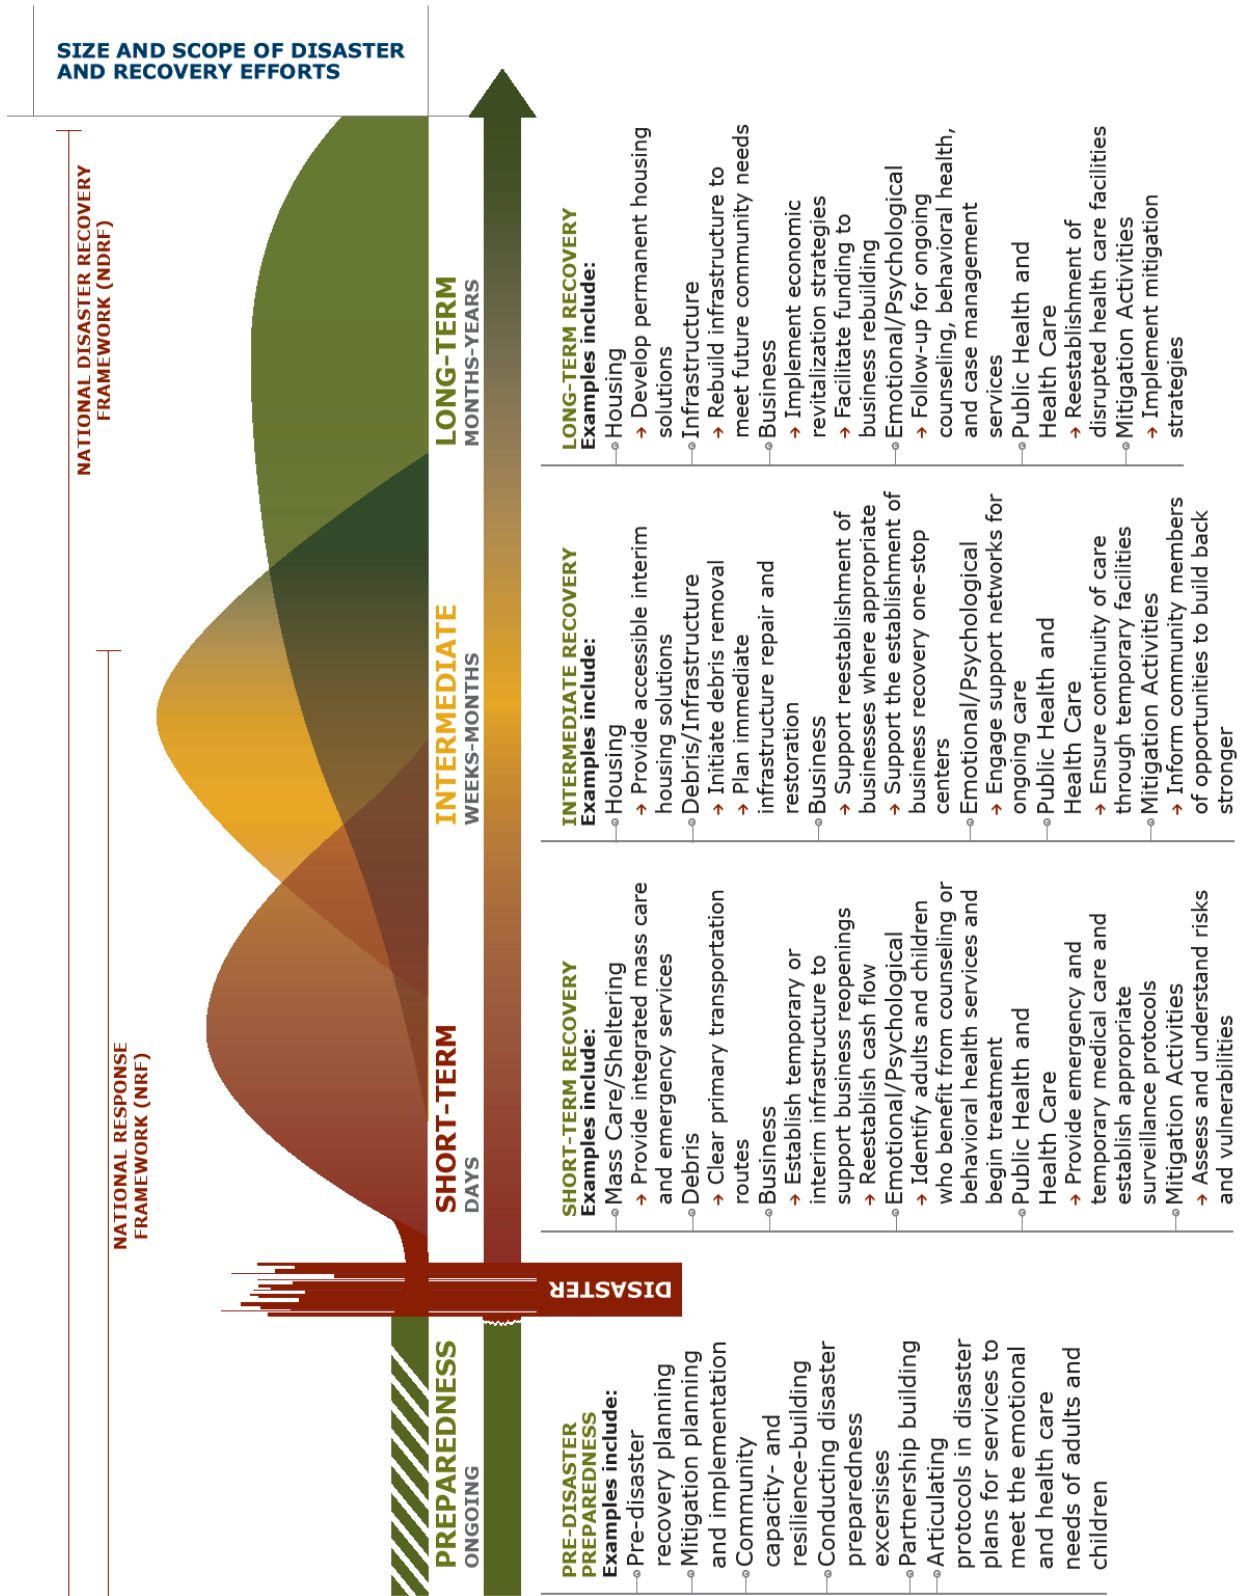 SIZE AND SCOPE OF DISASTER
AND RECOVERY EFFORTS
NATIONAL DISASTER RECOVERY
FRAMEWORK (NDRF)
NATIONAL RESPONSE
FRAMEWORK (NRF)
PREPAREDNESS
ONGOING
SHORT-TERM
DAYS
INTERMEDIATE
WEEKS-MONTHS
LONG-TERM
MONTHS-YEARS
DISASTER
PRE-DISASTER
PREPAREDNESS
Examples include:
Pre-disaster
recovery planning
Mitigation planning
and implementation
Community
capacity- and
resilience-building
Conducting disaster
preparedness
excersises
Partnership building
Articulating
protocols in disaster
plans for services to
meet the emotional
and health care
needs of adults and
children
SHORT-TERM RECOVERY
Examples include:
Mass Care/Sheltering
→ Provide integrated mass care
and emergency services
Debris
→ Clear primary transportation
routes
Business
→ Establish temporary or
interim infrastructure to
support business reopenings
→ Reestablish cash flow
Emotional/Psychological
→ Identify adults and children
who benefit from counseling or
behavioral health services and
begin treatment
Public Health and
Health Care
→ Provide emergency and
temporary medical care and
establish appropriate
surveillance protocols
Mitigation Activities
→ Assess and understand risks
and vulnerabilities
INTERMEDIATE RECOVERY
Examples include:
Housing
→ Provide accessible interim
housing solutions
Debris/Infrastructure
→ Initiate debris removal
→ Plan immediate
infrastructure repair and
restoration
Business
→ Support reestablishment of
businesses where appropriate
→ Support the establishment of
business recovery one-stop
centers
Emotional/Psychological
→ Engage support networks for
ongoing care
Public Health and
Health Care
→ Ensure continuity of care
through temporary facilities
Mitigation Activities
→ Inform community members
of opportunities to build back
stronger
LONG-TERM RECOVERY
Examples include:
Housing
→ Develop permanent housing
solutions
Infrastructure
→ Rebuild infrastructure to
meet future community needs
Business
→ Implement economic
revitalization strategies
→ Facilitate funding to
business rebuilding
Emotional/Psychological
→ Follow-up for ongoing
counseling, behavioral health,
and case management
services
Public Health and
Health Care
→ Reestablishment of
disrupted health care facilities
Mitigation Activities
→ Implement mitigation
strategies